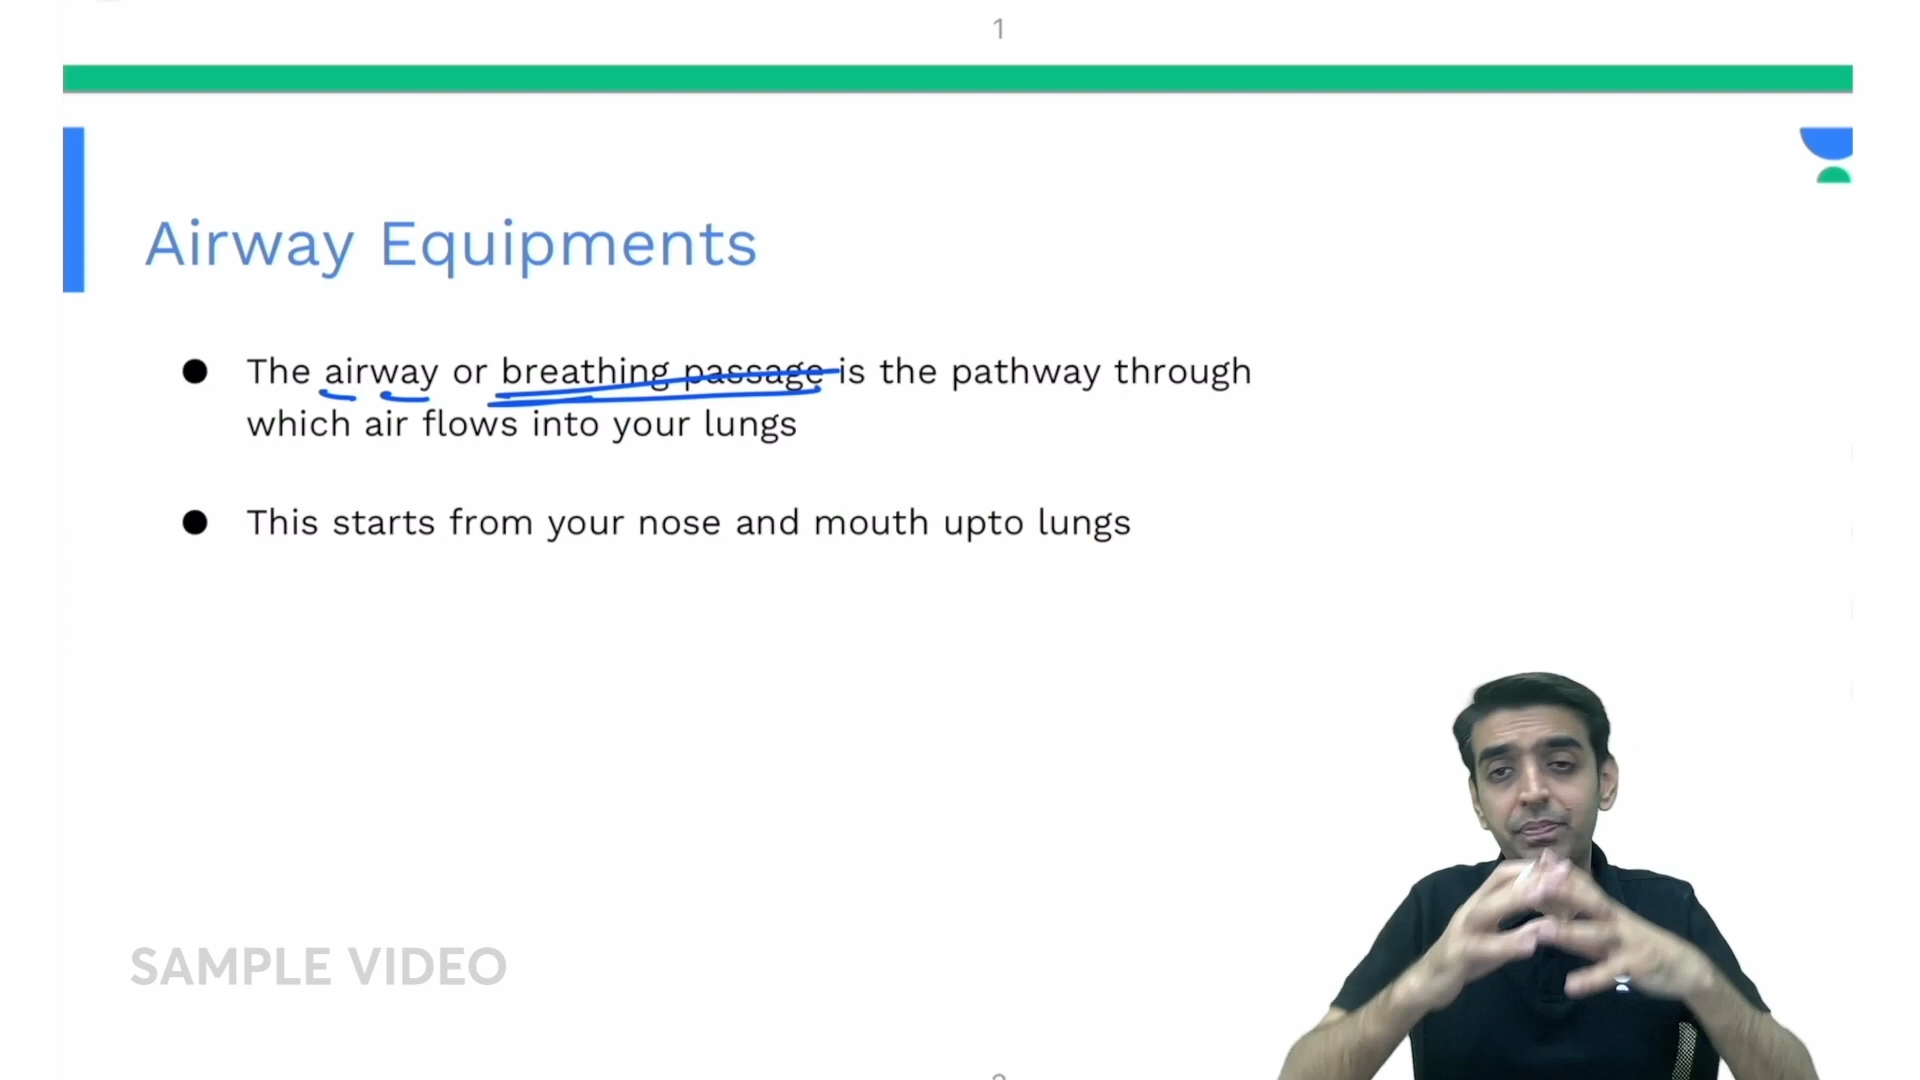 1
Airway Equipments
● The airway or breathing passage is the pathway through
which air flows into your lungs
● This starts from your nose and mouth upto lungs
SAMPLE VIDEO